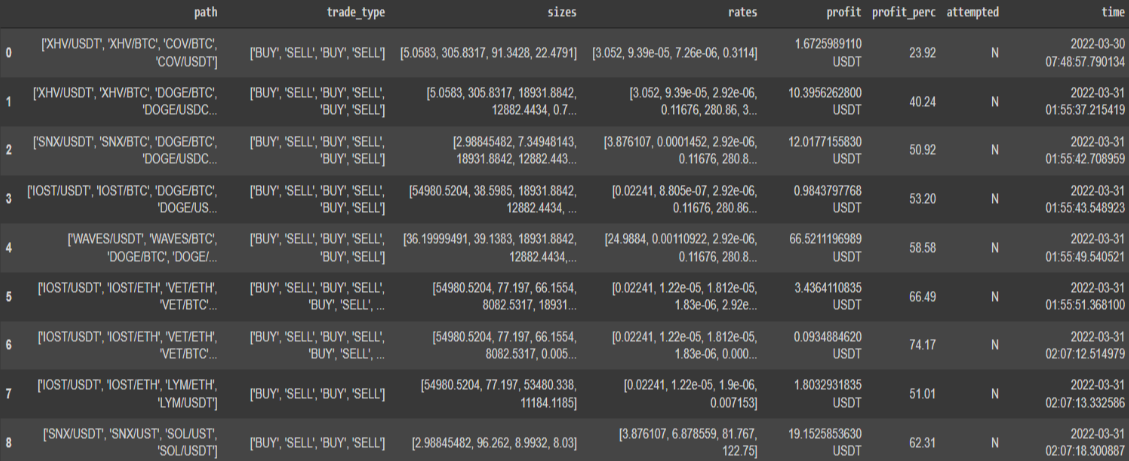 path trade_type sizes rates profit profit_perc attempted time
['XHV/USDT', 'XHV/BTC', 'COV/BTC', 1.6725989110 2022-03-30
0 ['BUY', 'SELL', 'BUY', 'SELL'] [5.0583, 305.8317, 91.3428, 22.4791] [3.052, 9.39e-05, 7.26e-06, 0.3114] 23.92 N
'COV/USDT'] USDT 07:48:57.790134
['XHV/USDT', 'XHV/BTC', 'DOGE/BTC', ['BUY', 'SELL', 'BUY', 'SELL', [5.0583, 305.8317, 18931.8842, [3.052, 9.39e-05, 2.92e-06, 10.3956262800 2022-03-31
1 40.24 N
'DOGE/USDC... 'BUY', 'SELL'] 12882.4434, 0.7... 0.11676, 280.86, 3... USDT 01:55:37.215419
['SNX/USDT', 'SNX/BTC', 'DOGE/BTC', ['BUY', 'SELL', 'BUY', 'SELL', [2.98845482, 7.34948143, [3.876107, 0.0001452, 2.92e-06, 12.0177155830 2022-03-31
2 50.92 N
'DOGE/USDC... 'BUY', 'SELL'] 18931.8842, 12882.443... 0.11676, 280.8... USDT 01:55:42.708959
['IOST/USDT', 'IOST/BTC', 'DOGE/BTC', ['BUY', 'SELL', 'BUY', 'SELL', [54980.5204, 38.5985, 18931.8842, [0.02241, 8.805e-07, 2.92e-06, 0.9843797768 2022-03-31
3 53.20 N
'DOGE/US... 'BUY', 'SELL'] 12882.4434, ... 0.11676, 280.86... USDT 01:55:43.548923
['WAVES/USDT', 'WAVES/BTC', ['BUY', 'SELL', 'BUY', 'SELL', [36.19999491, 39.1383, 18931.8842, [24.9884, 0.00110922, 2.92e-06, 66.5211196989 2022-03-31
4 58.58 N
'DOGE/BTC', 'DOGE/... 'BUY', 'SELL'] 12882.4434,... 0.11676, 280.8... USDT 01:55:49.540521
['IOST/USDT', 'IOST/ETH', 'VET/ETH', ['BUY', 'SELL', 'BUY', 'SELL', [54980.5204, 77.197, 66.1554, [0.02241, 1.22e-05, 1.812e-05, 3.4364110835 2022-03-31
5 66.49 N
'VET/BTC'... 'BUY', 'SELL', ... 8082.5317, 18931... 1.83e-06, 2.92e... USDT 01:55:51.368100
['IOST/USDT', 'IOST/ETH', 'VET/ETH', ['BUY', 'SELL', 'BUY', 'SELL', [54980.5204, 77.197, 66.1554, [0.02241, 1.22e-05, 1.812e-05, 0.0934884620 2022-03-31
6 74.17 N
'VET/BTC'... 'BUY', 'SELL', ... 8082.5317, 0.005... 1.83e-06, 0.000... USDT 02:07:12.514979
['IOST/USDT', 'IOST/ETH', 'LYM/ETH', [54980.5204, 77.197, 53480.338, [0.02241, 1.22e-05, 1.9e-06, 1.8032931835 2022-03-31
7 ['BUY', 'SELL', 'BUY', 'SELL'] 51.01 N
'LYM/USDT'] 11184.1185] 0.007153] USDT 02:07:13.332586
['SNX/USDT', 'SNX/UST', 'SOL/UST', [3.876107, 6.878559, 81.767, 19.1525853630 2022-03-31
8 ['BUY', 'SELL', 'BUY', 'SELL'] [2.98845482, 96.262, 8.9932, 8.03] 62.31 N
'SOL/USDT'] 122.75] USDT 02:07:18.300887